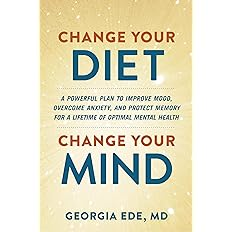 CHANGE YOUR
DIET
A POWERFUL PLAN TO IMPROVE MOOD,
OVERCOME ANXIETY, AND PROTECT MEMORY
FOR A LIFETIME OF OPTIMAL MENTAL HEALTH
CHANGE YOUR
MIND
GEORGIA EDE, MD